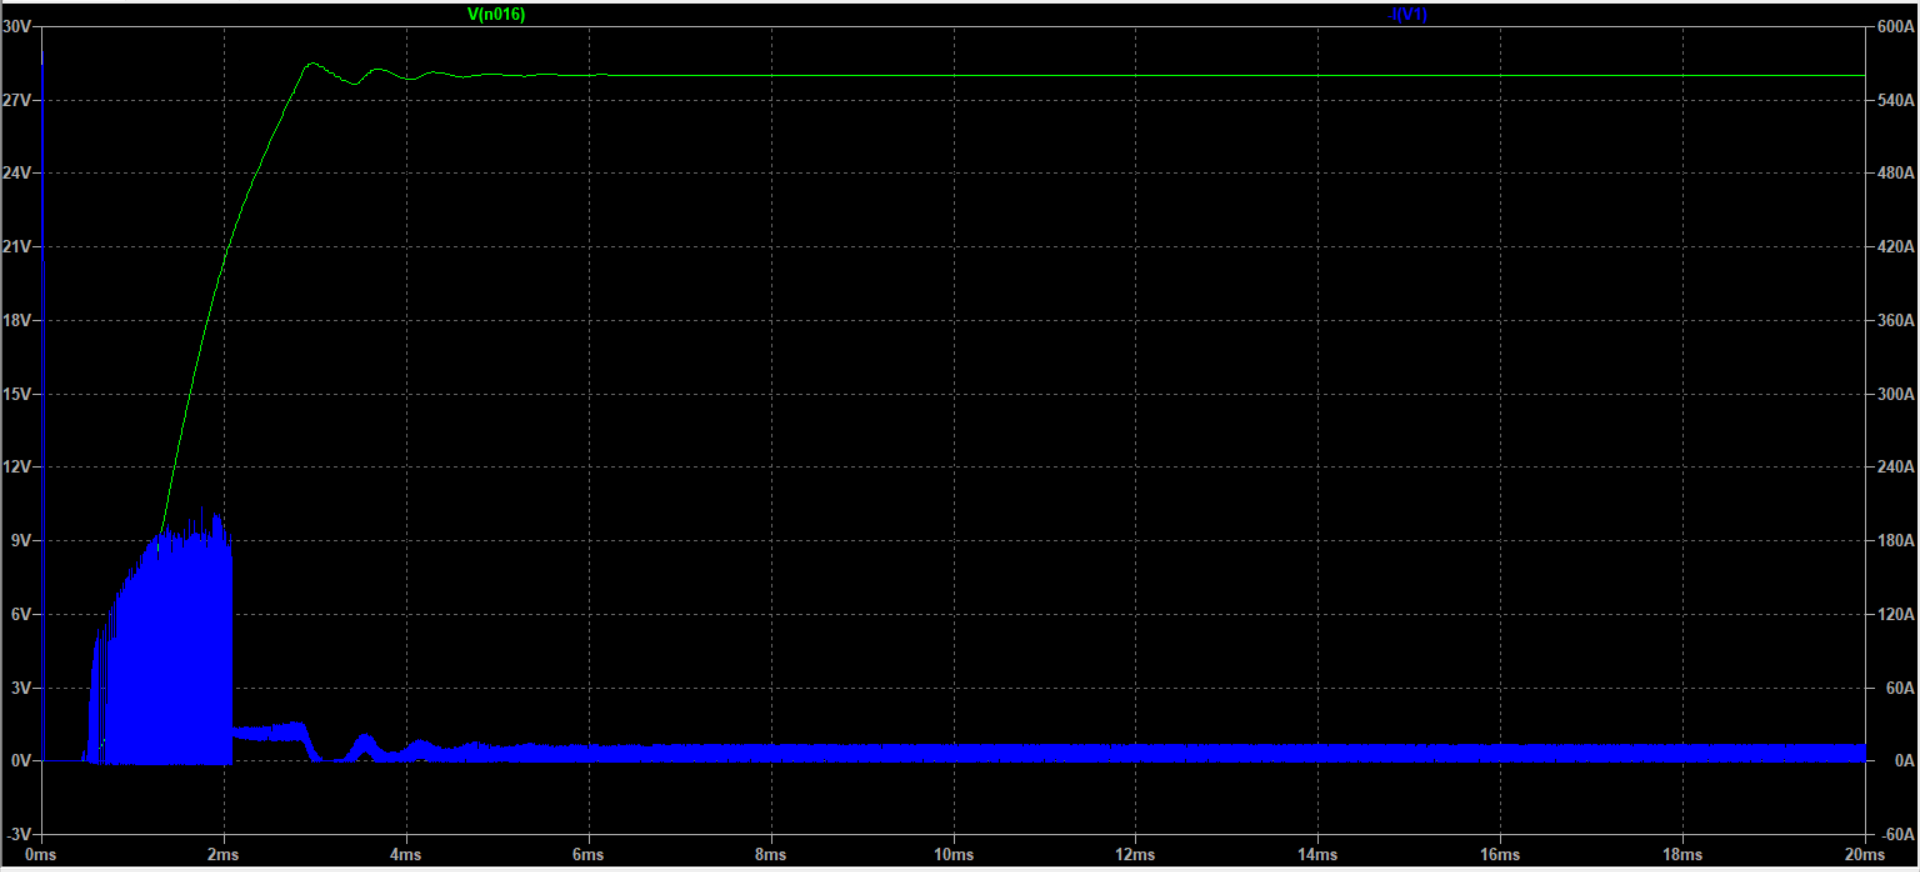 V(n016) -I(V1)
30V 600A
27V 540A
24V 480A
21V 420A
18V 360A
15V 300A
12V 240A
9V 180A
6V 120A
3V 60A
0V 0A
-3V -60A
0ms 2ms 4ms 6ms 8ms 10ms 12ms 14ms 16ms 18ms 20ms